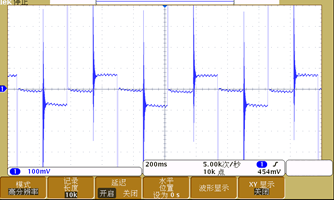 停止
1
1 100mV
200ms
5.00k次/秒
10k 点
1
454mV
模式
高分辨率
记录
长度
10k
延迟
开启 关闭
水平
位置
设为 0 s
波形显示
XY 显示
关闭